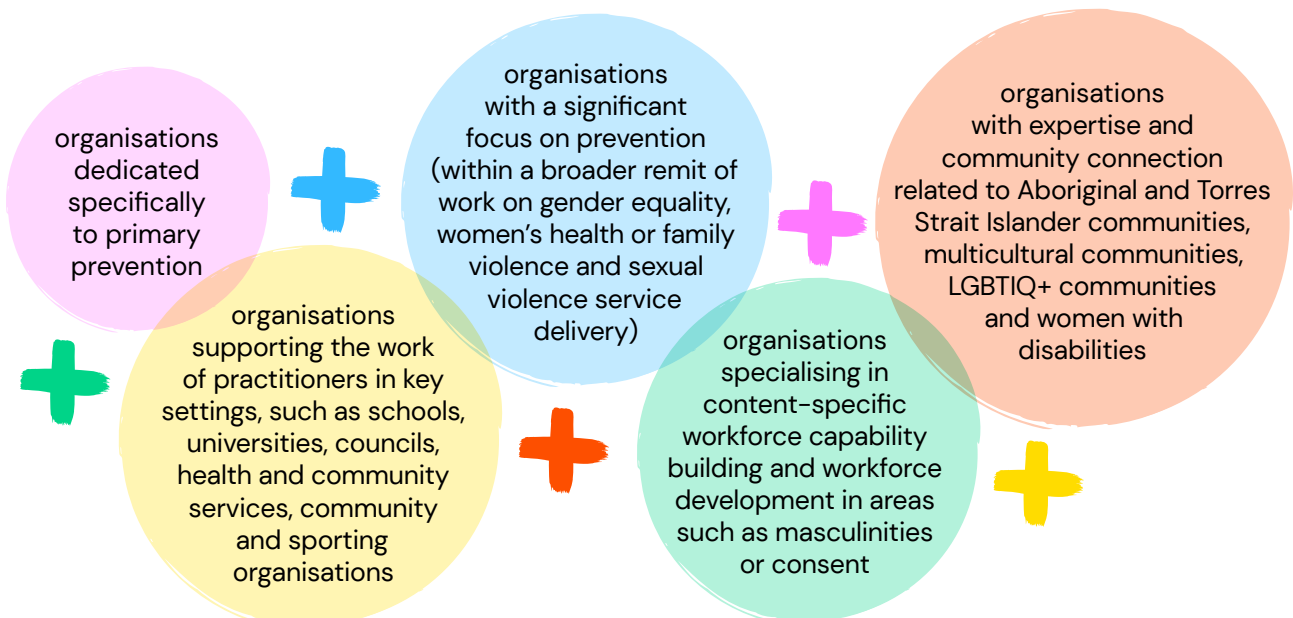 organisations
dedicated
specifically
to primary
prevention
organisations
supporting the work
of practitioners in key
settings, such as schools,
universities, councils,
health and community
services, community
and sporting
organisations
organisations
with a significant
focus on prevention
(within a broader remit of
work on gender equality,
women’s health or family
violence and sexual
violence service
delivery)
organisations
specialising in
content-specific
workforce capability
building and workforce
development in areas
such as masculinities
or consent
organisations
with expertise and
community connection
related to Aboriginal and Torres
Strait Islander communities,
multicultural communities,
LGBTIQ+ communities
and women with
disabilities